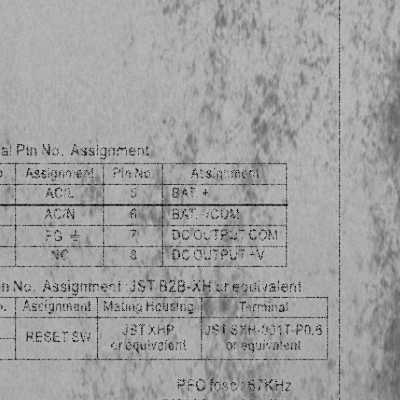 al Pin No. Assignment
o. Assignment Pin No. Assignment
AC/L 5 BAT. +
AC/N 6 BAT. -/COM
FG ⏚ 7 DC OUTPUT COM
NC 8 DC OUTPUT +V
n No. Assignment :JST B2B-XH or equivalent
o. Assignment Mating Housing Terminal
RESET SW JST XHP JST SXH-001T-P0.6
or equivalent or equivalent
PFC fosc : 67KHz